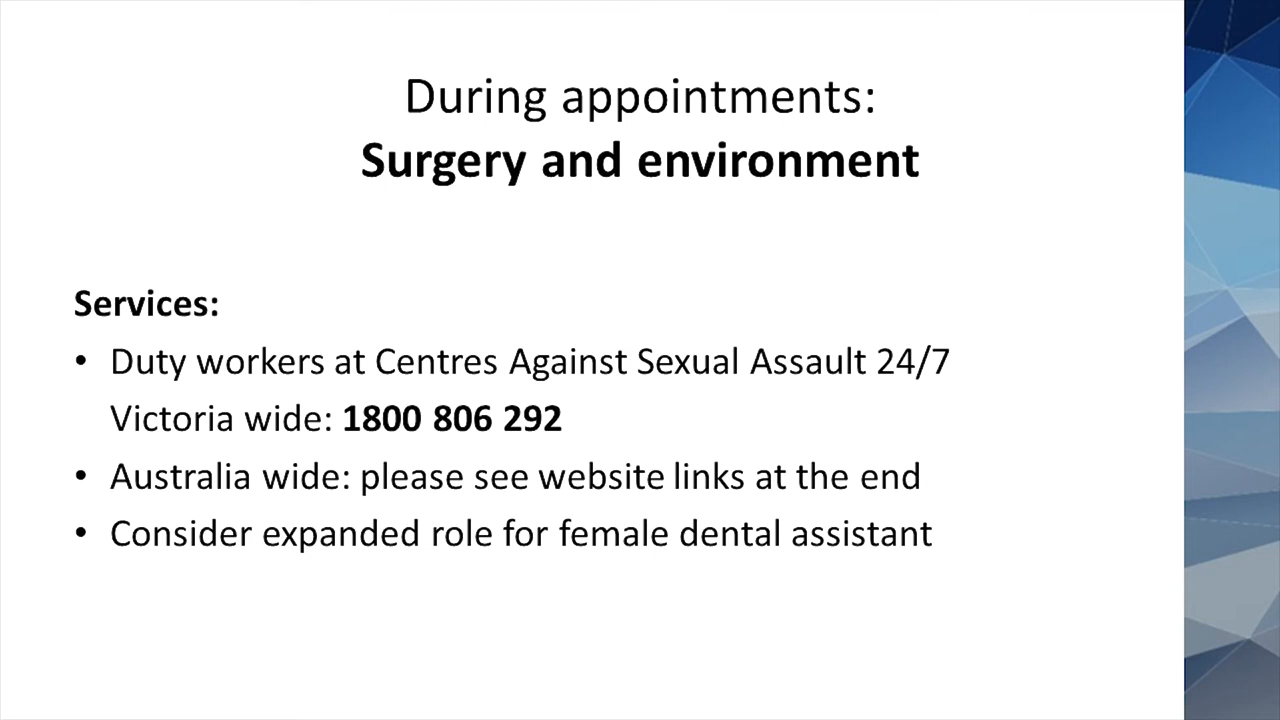 During appointments:
Surgery and environment
Services:
• Duty workers at Centres Against Sexual Assault 24/7
Victoria wide: 1800 806 292
• Australia wide: please see website links at the end
• Consider expanded role for female dental assistant